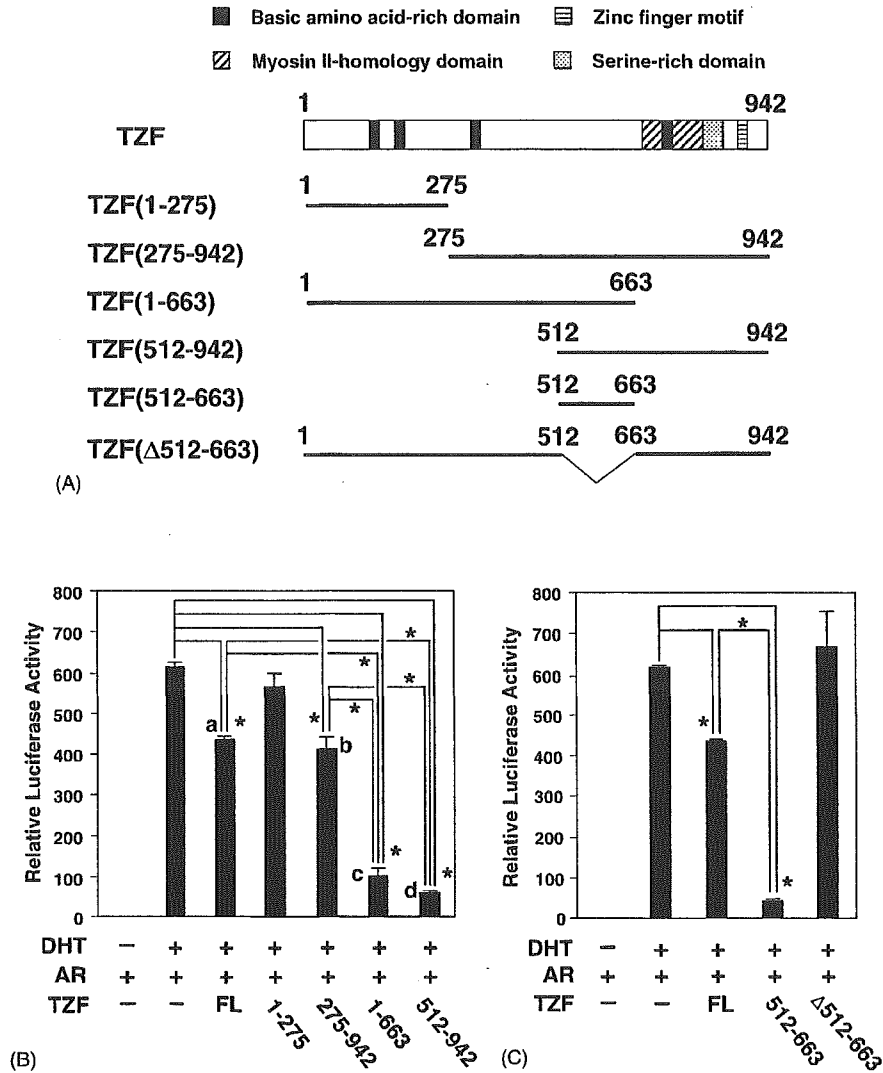 Basic amino acid-rich domain Zinc finger motif
Myosin II-homology domain Serine-rich domain
1 942
TZF
1 275
TZF(1-275)
275 942
TZF(275-942)
1 663
TZF(1-663)
512 942
TZF(512-942)
512 663
TZF(512-663)
1 512 663 942
TZF(Δ512-663)
(A)
Relative Luciferase Activity
800
700
600
500
400
300
200
100
0
a * * b * * * * c * d *
DHT − + + + + + +
AR + + + + + + +
TZF − − FL 1-275 275-942 1-663 512-942
(B)
Relative Luciferase Activity
800
700
600
500
400
300
200
100
0
* * *
DHT − + + + +
AR + + + + +
TZF − − FL 512-663 Δ512-663
(C)